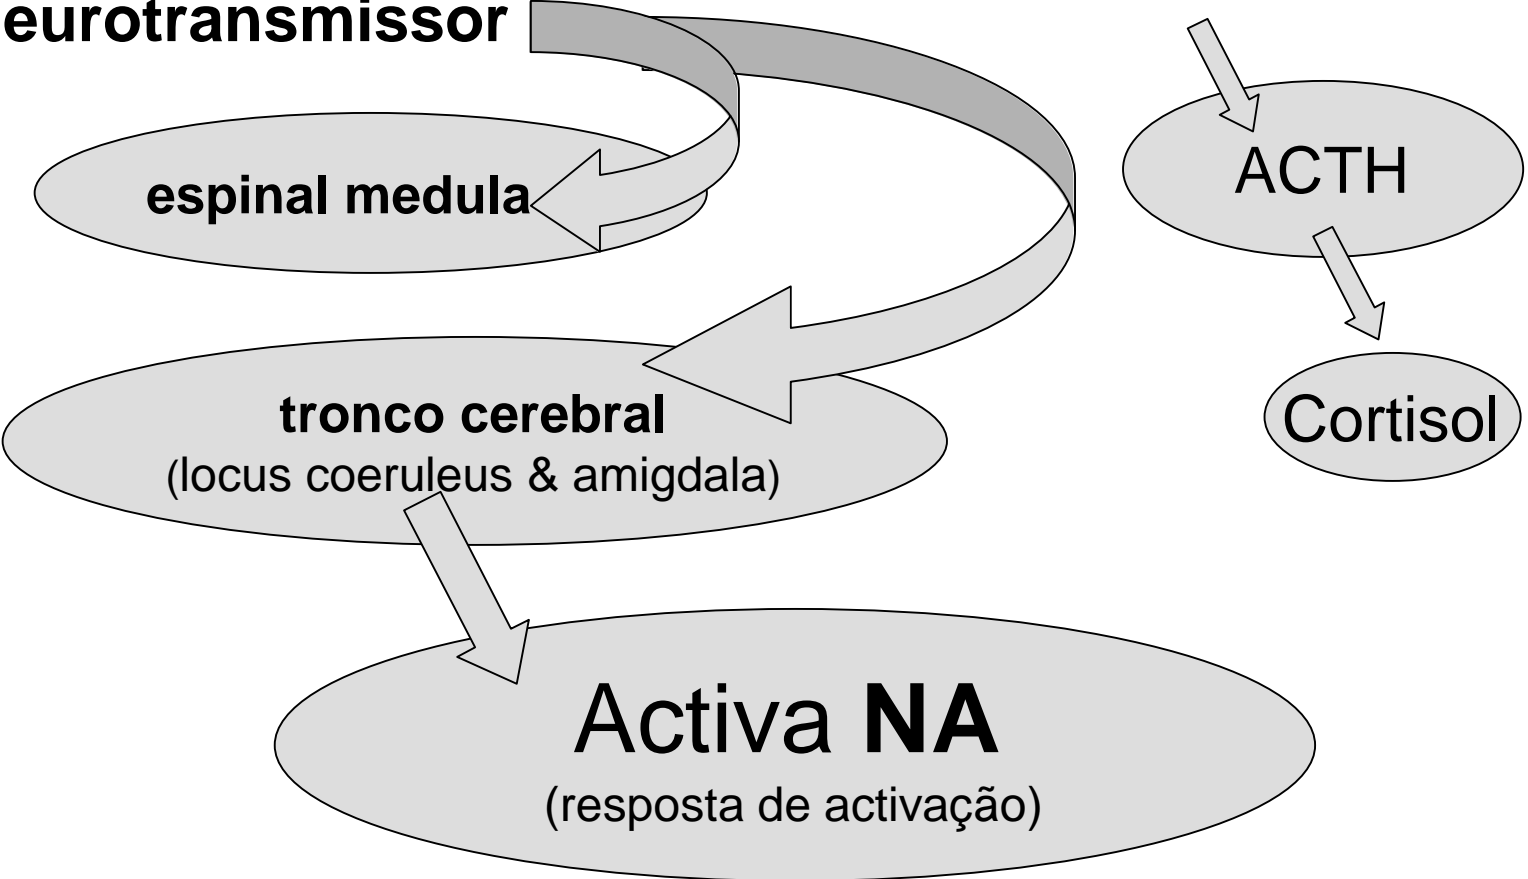 eurotransmissor
espinal medula
ACTH
Cortisol
tronco cerebral
(locus coeruleus & amigdala)
Activa NA
(resposta de activação)